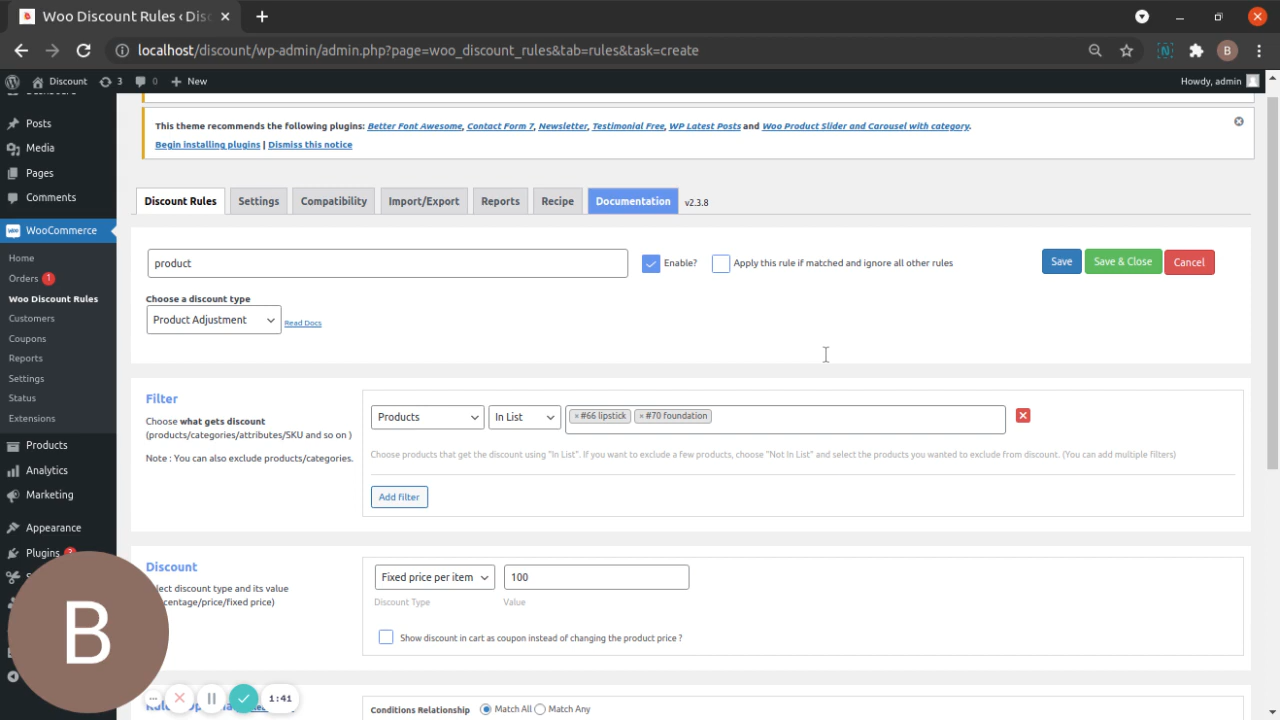 Woo Discount Rules ‹ Dis
localhost/discount/wp-admin/admin.php?page=woo_discount_rules&tab=rules&task=create
N
B
Discount
3
0
New
Howdy, admin
Posts
Media
Pages
Comments
WooCommerce
Home
Orders 1
Woo Discount Rules
Customers
Coupons
Reports
Settings
Status
Extensions
Products
Analytics
Marketing
Appearance
Plugins
This theme recommends the following plugins: Better Font Awesome, Contact Form 7, Newsletter, Testimonial Free, WP Latest Posts and Woo Product Slider and Carousel with category.
Begin installing plugins | Dismiss this notice
Discount Rules
Settings
Compatibility
Import/Export
Reports
Recipe
Documentation
v2.3.8
product
Enable?
Apply this rule if matched and ignore all other rules
Save
Save & Close
Cancel
Choose a discount type
Product Adjustment
Read Docs
Filter
Choose what gets discount
(products/categories/attributes/SKU and so on )
Note : You can also exclude products/categories.
Products
In List
× #66 lipstick
× #70 foundation
Choose products that get the discount using "In List". If you want to exclude a few products, choose "Not In List" and select the products you wanted to exclude from discount. (You can add multiple filters)
Add filter
Discount
lect discount type and its value
centage/price/fixed price)
Fixed price per item
100
Discount Type
Value
Show discount in cart as coupon instead of changing the product price ?
Conditions Relationship
Match All
Match Any
B
1:41